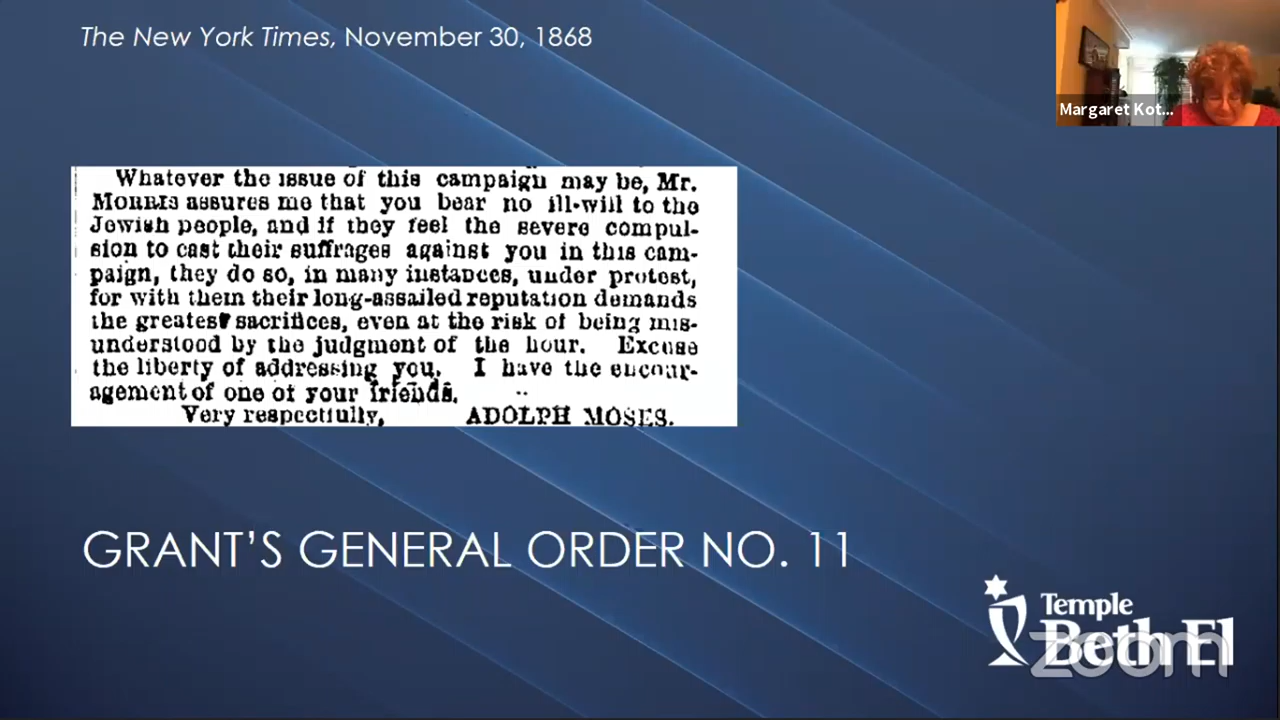 The New York Times, November 30, 1868
Margaret Kot...
Whatever the issue of this campaign may be, Mr.
MORRIS assures me that you bear no ill-will to the
Jewish people, and if they feel the severe compul-
sion to cast their suffrages against you in this cam-
paign, they do so, in many instances, under protest,
for with them their long-assailed reputation demands
the greatest sacrifices, even at the risk of being mis-
understood by the judgment of the hour. Excuse
the liberty of addressing you. I have the encour-
agement of one of your friends.
Very respectfully, ADOLPH MOSES.
GRANT'S GENERAL ORDER NO. 11
Temple
Beth El
zoom